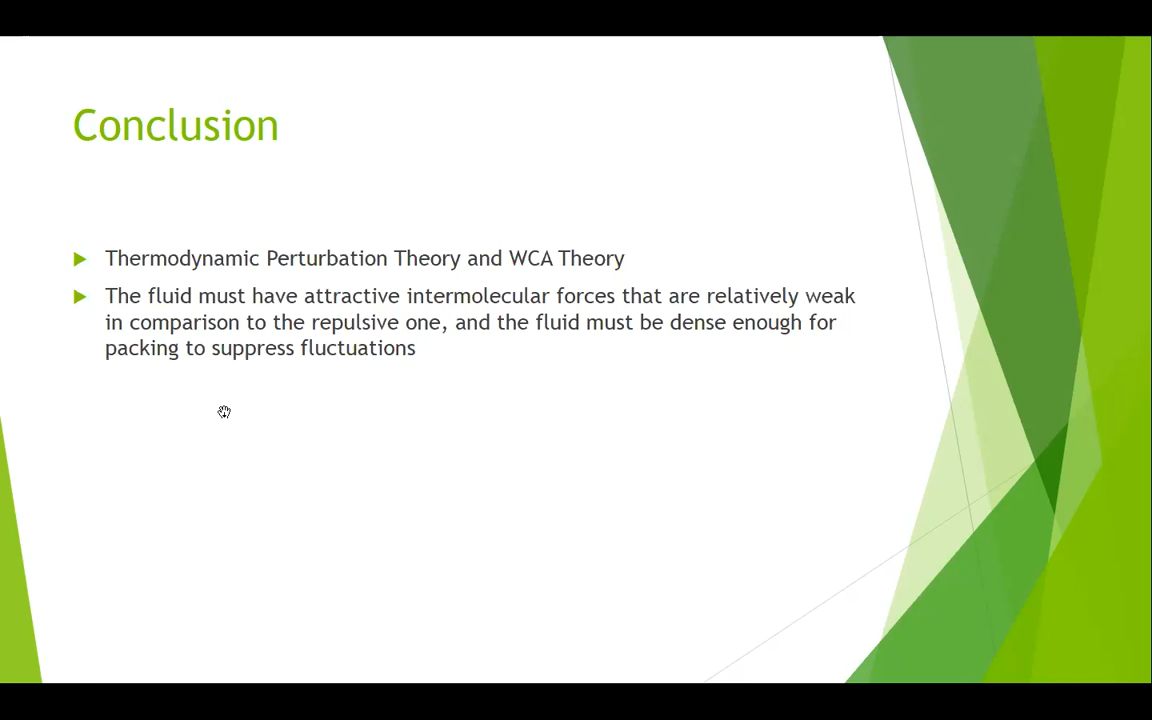 Conclusion
Thermodynamic Perturbation Theory and WCA Theory
The fluid must have attractive intermolecular forces that are relatively weak
in comparison to the repulsive one, and the fluid must be dense enough for
packing to suppress fluctuations